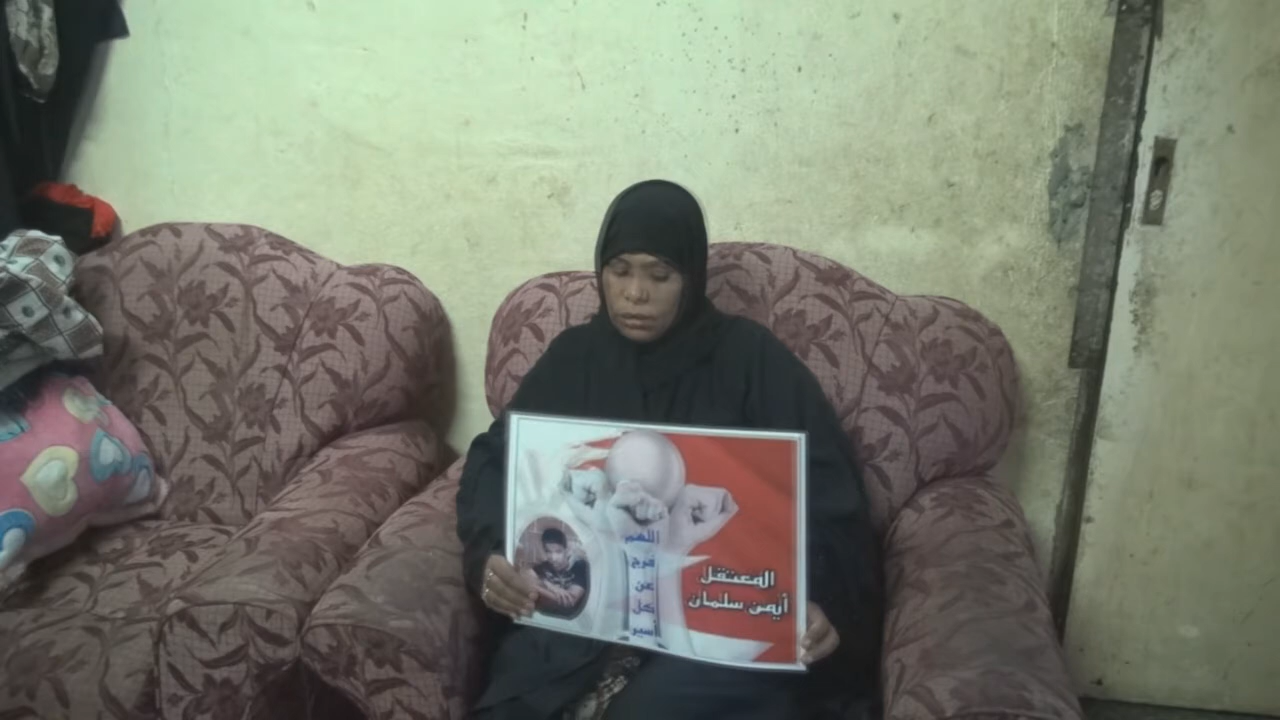 اللهم
فرج
عن
كل
أسير
المعتقل
أيمن سلمان